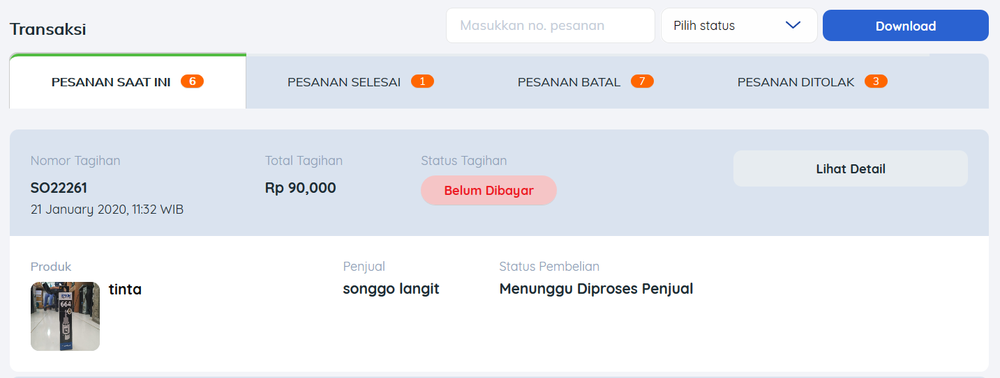 Transaksi
Masukkan no. pesanan
Pilih status
Download
PESANAN SAAT INI 6
PESANAN SELESAI 1
PESANAN BATAL 7
PESANAN DITOLAK 3
Nomor Tagihan
Total Tagihan
Status Tagihan
Lihat Detail
SO22261
Rp 90,000
Belum Dibayar
21 January 2020, 11:32 WIB
Produk
Penjual
Status Pembelian
tinta
songgo langit
Menunggu Diproses Penjual
664